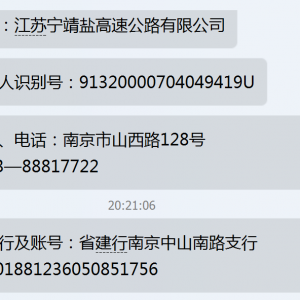 ：江苏宁靖盐高速公路有限公司
人识别号：91320000704049419U
、电话：南京市山西路128号
8—88817722
20:21:06
行及账号：省建行南京中山南路支行
01881236050851756